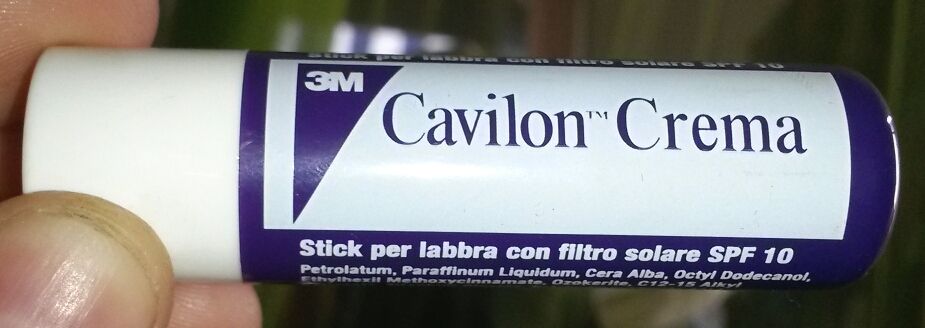 Stick per labbra con filtro solare SPF 10
3M
Cavilon™ Crema
Stick per labbra con filtro solare SPF 10
Petrolatum, Paraffinum Liquidum, Cera Alba, Octyl Dodecanol,
Ethylhexil Methoxycinnamate, Ozokerite, C12-15 Alkyl